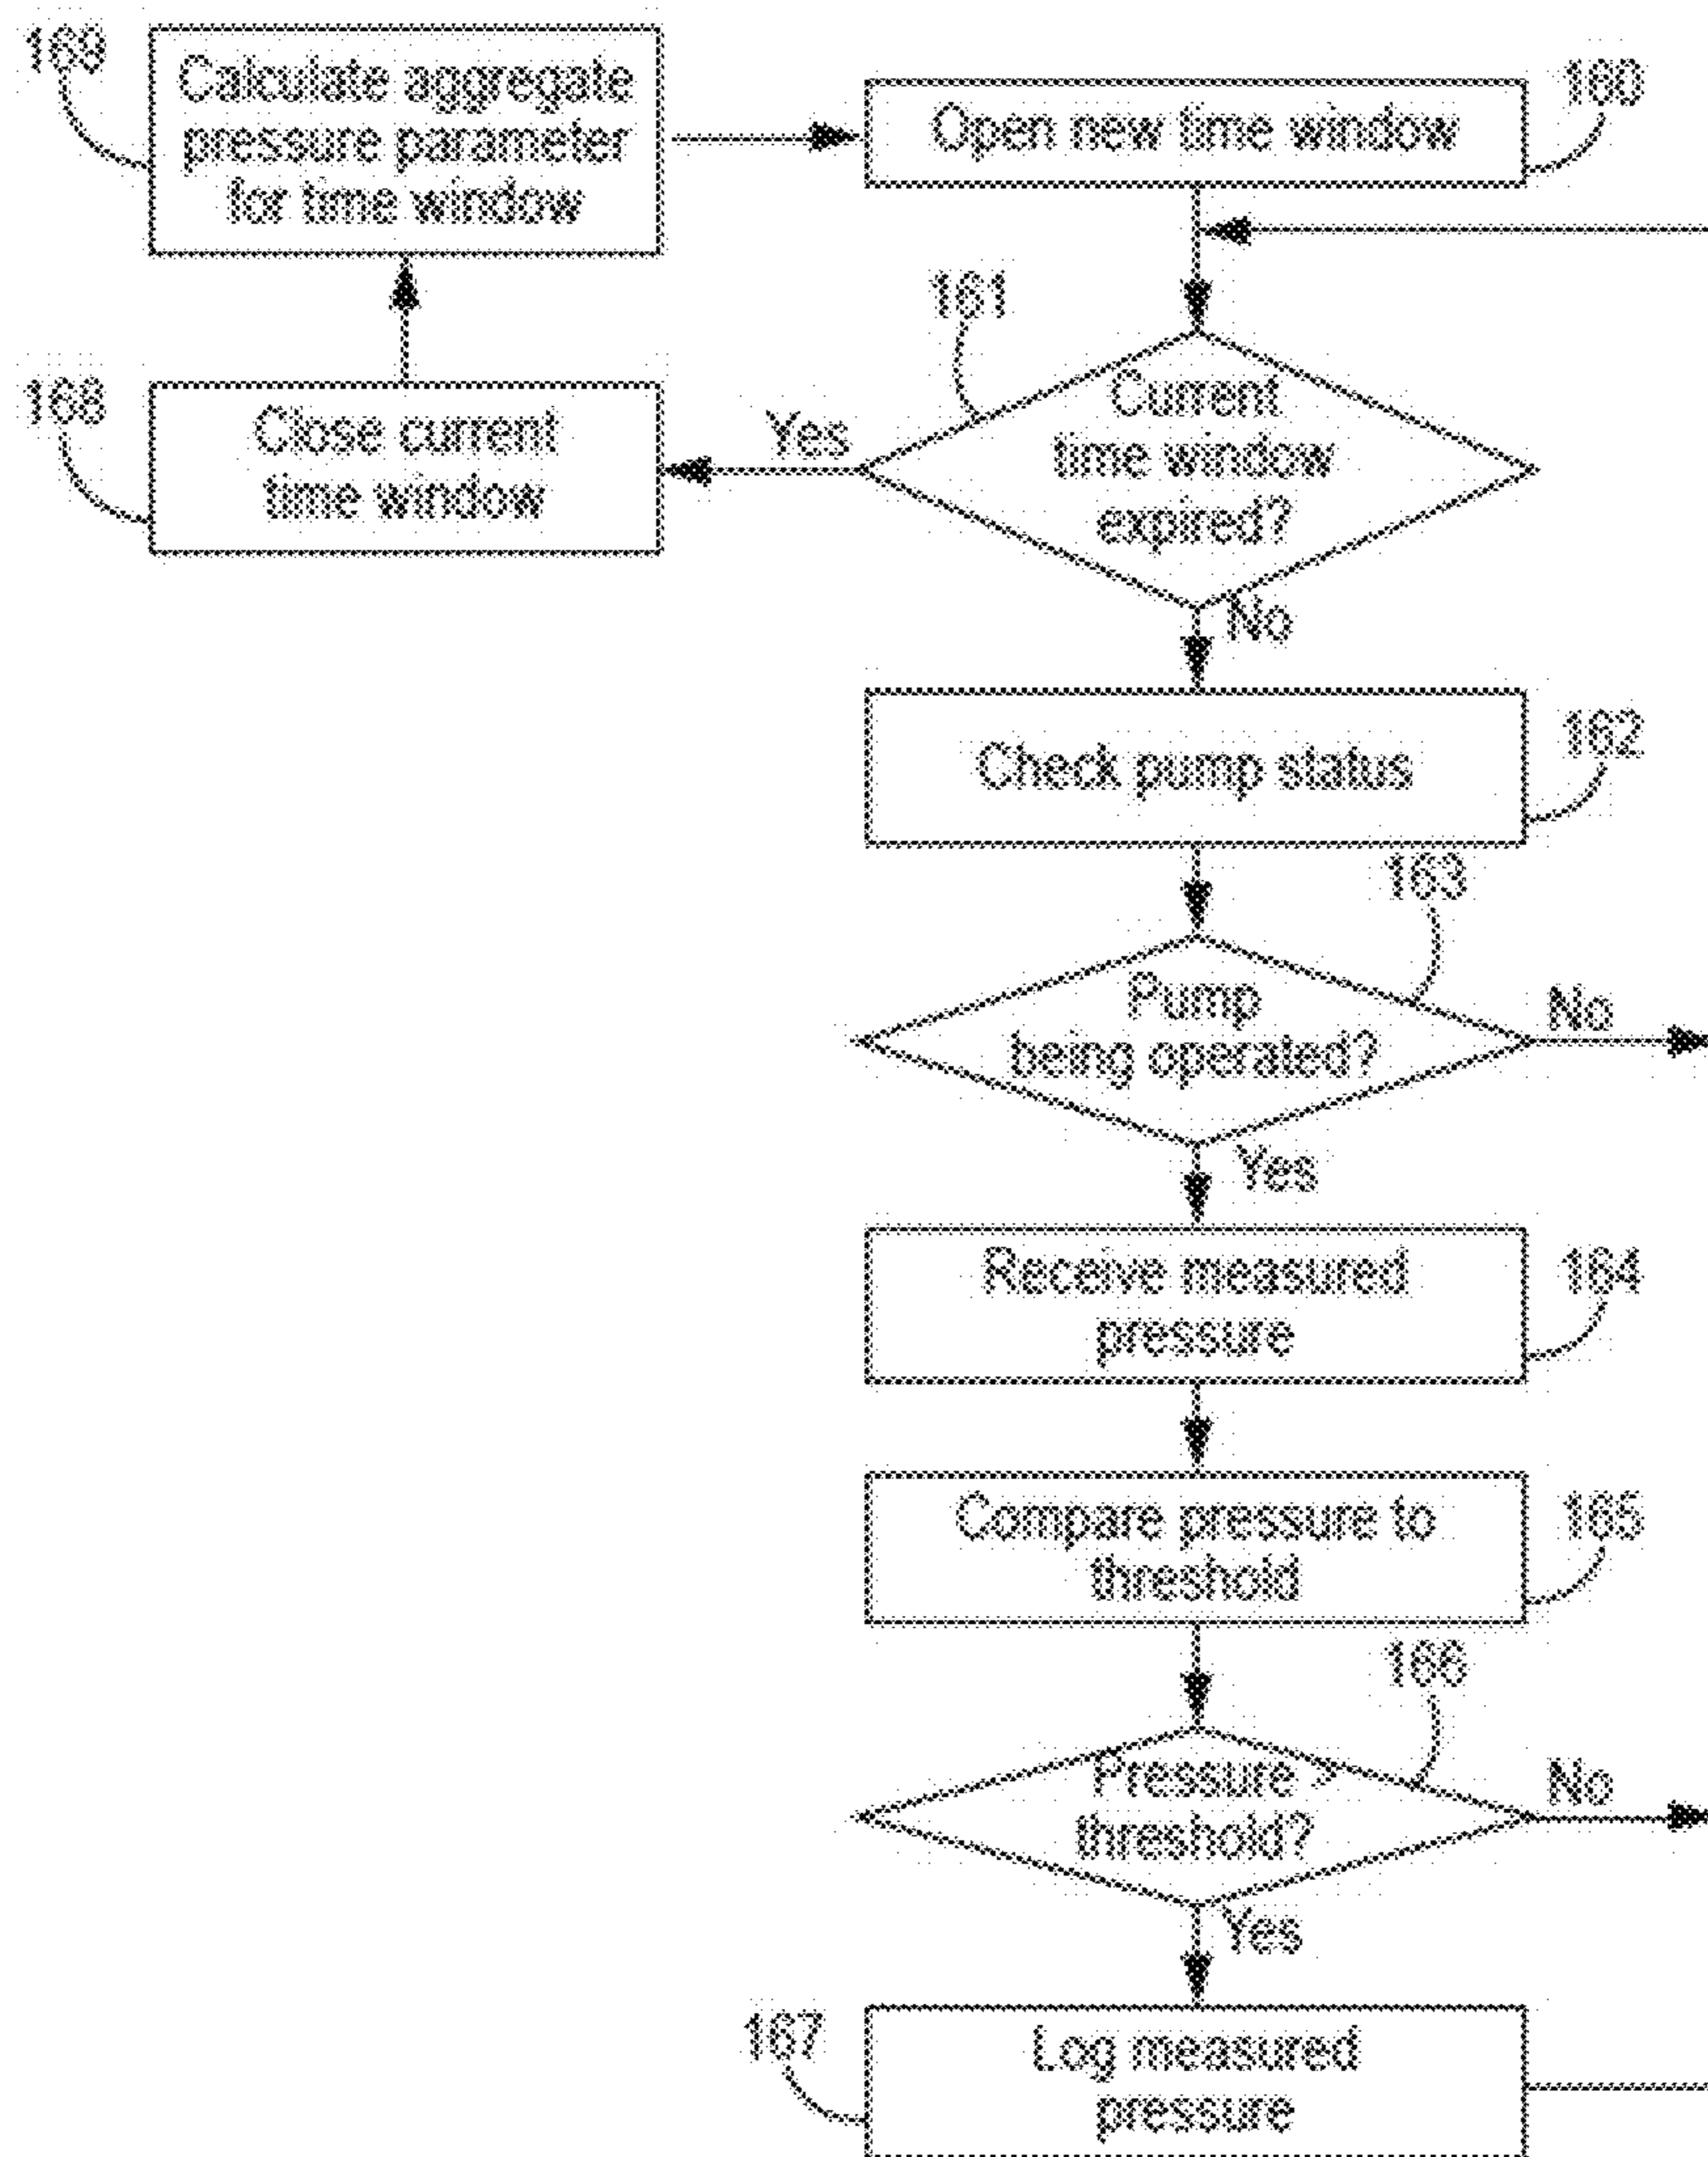 169
Calculate aggregate
pressure parameter
for time window
Open new time window
160
161
168
Close current
time window
Yes
Current
time window
expired?
No
Check pump status
162
163
Pump
being operated?
No
Yes
Receive measured
pressure
164
Compare pressure to
threshold
165
166
Pressure >
threshold?
No
Yes
167
Log measured
pressure